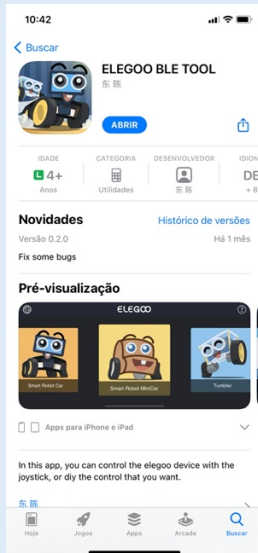 10:42
Buscar
ELEGOO BLE TOOL
东 陈
ABRIR
IDADE
CATEGORIA
DESENVOLVEDOR
IDIOM
L 4+
DE
Anos
Utilidades
东 陈
+ 8
Novidades
Histórico de versões
Versão 0.2.0
Há 1 mês
Fix some bugs
Pré-visualização
ELEGOO
Smart Robot Car
Smart Robot MiniCar
Tumbler
Apps para iPhone e iPad
In this app, you can control the elegoo device with the
joystick, or diy the control that you want.
东 陈
Hoje
Jogos
Apps
Arcade
Buscar